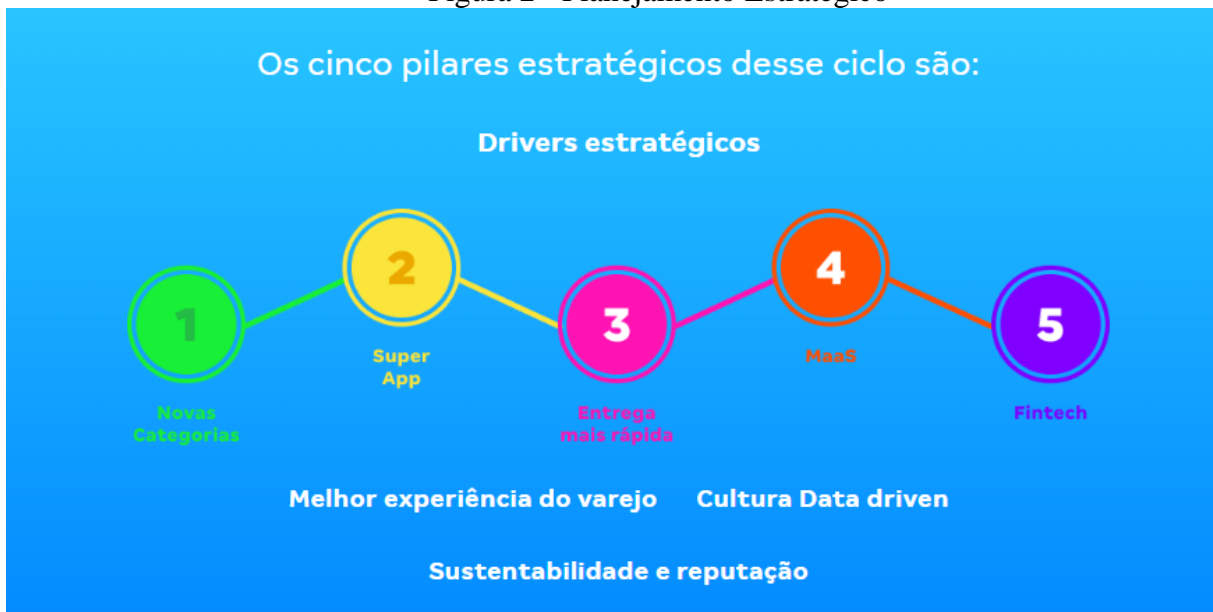 Os cinco pilares estratégicos desse ciclo são:
Drivers estratégicos
1
2
3
4
5
Novas
Categorias
Super
App
Entrega
mais rápida
MaaS
Fintech
Melhor experiência do varejo
Cultura Data driven
Sustentabilidade e reputação